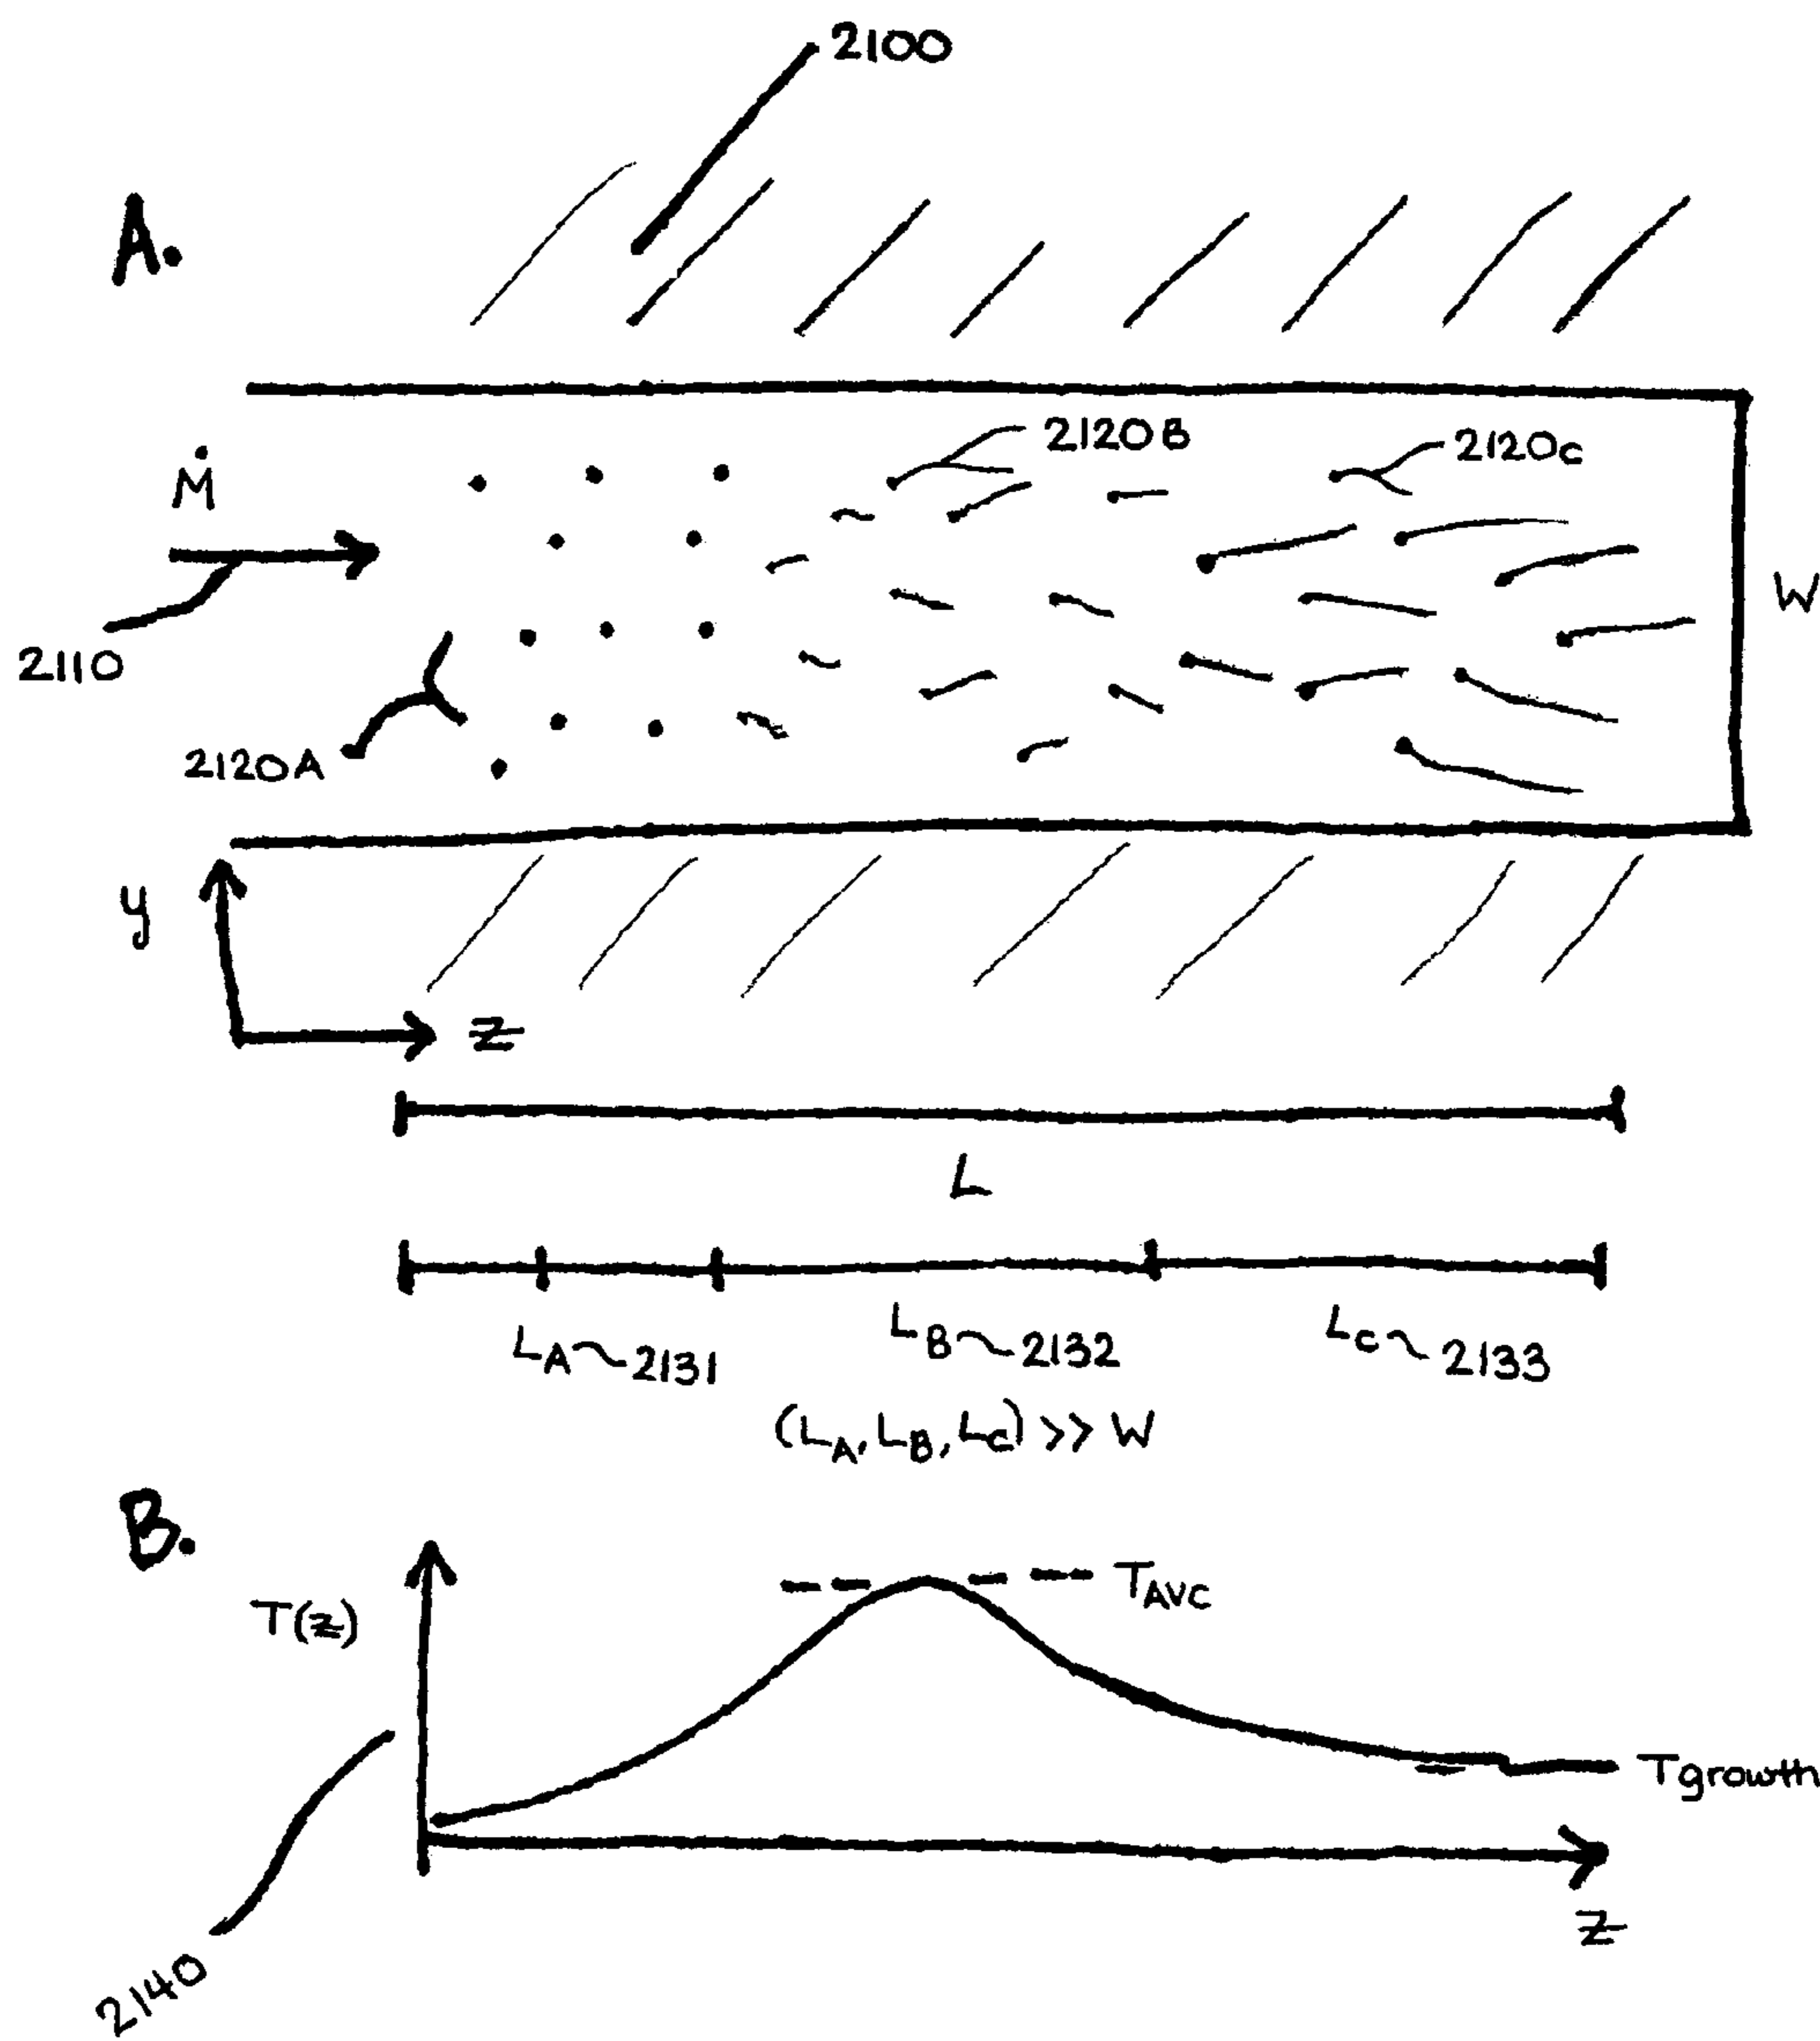 2100
A.
2120B
2120C
Ṁ
W
2110
2120A
y
z
L
LA~2131
LB~2132
LC~2133
(LA, LB, LC) >> W
B.
TAVC
T(z)
Tgrowth
z
2140